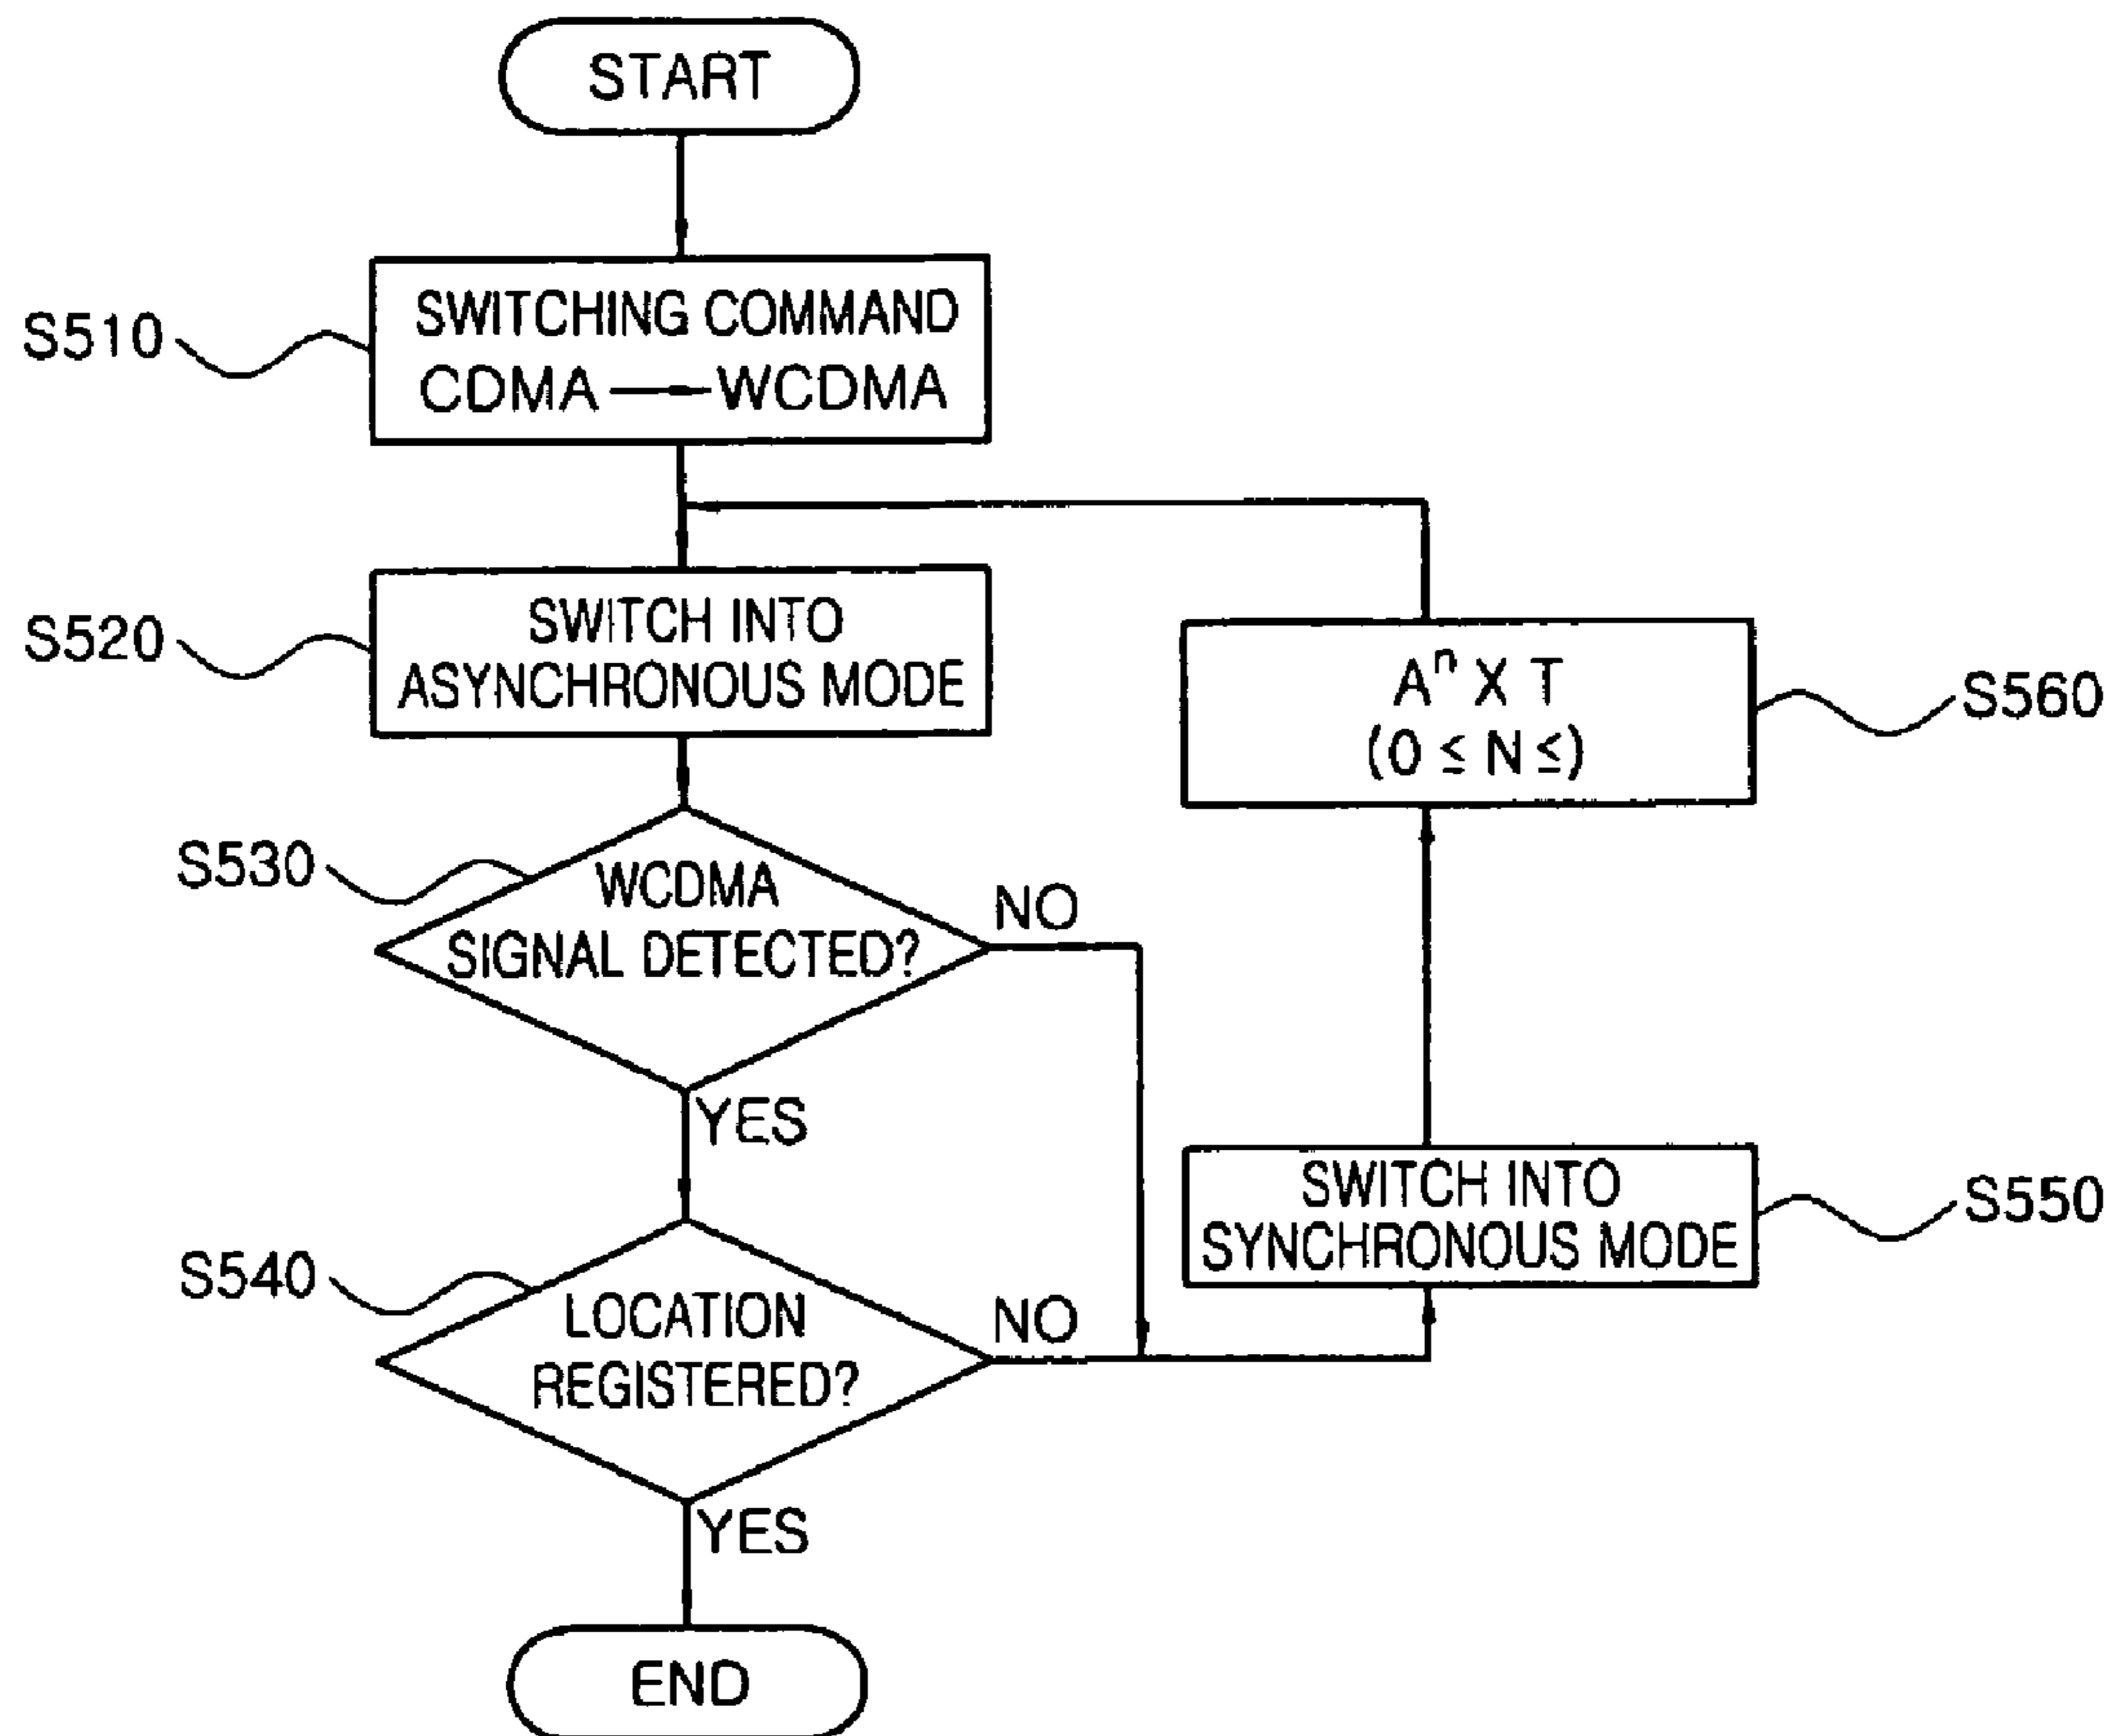 START
S510
SWITCHING COMMAND
CDMA → WCDMA
S520
SWITCH INTO
ASYNCHRONOUS MODE
Aⁿ X T
(0 ≤ N ≤)
S560
S530
WCDMA
SIGNAL DETECTED?
NO
YES
SWITCH INTO
SYNCHRONOUS MODE
S550
S540
LOCATION
REGISTERED?
NO
YES
END